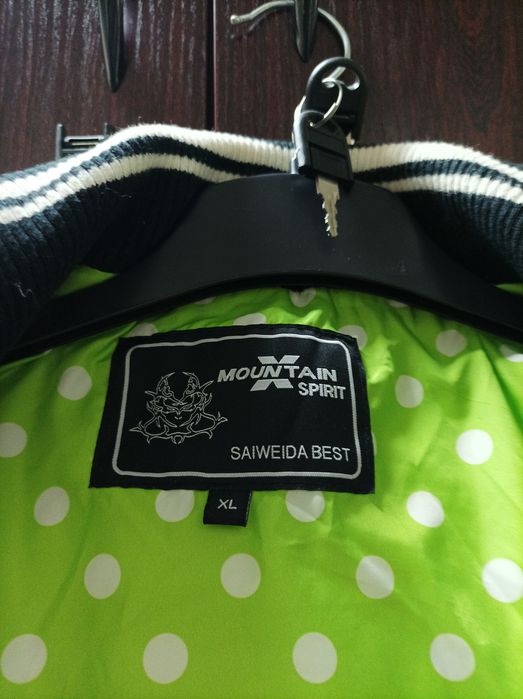 MOUNTAIN
X
SPIRIT
SAIWEIDA BEST
XL